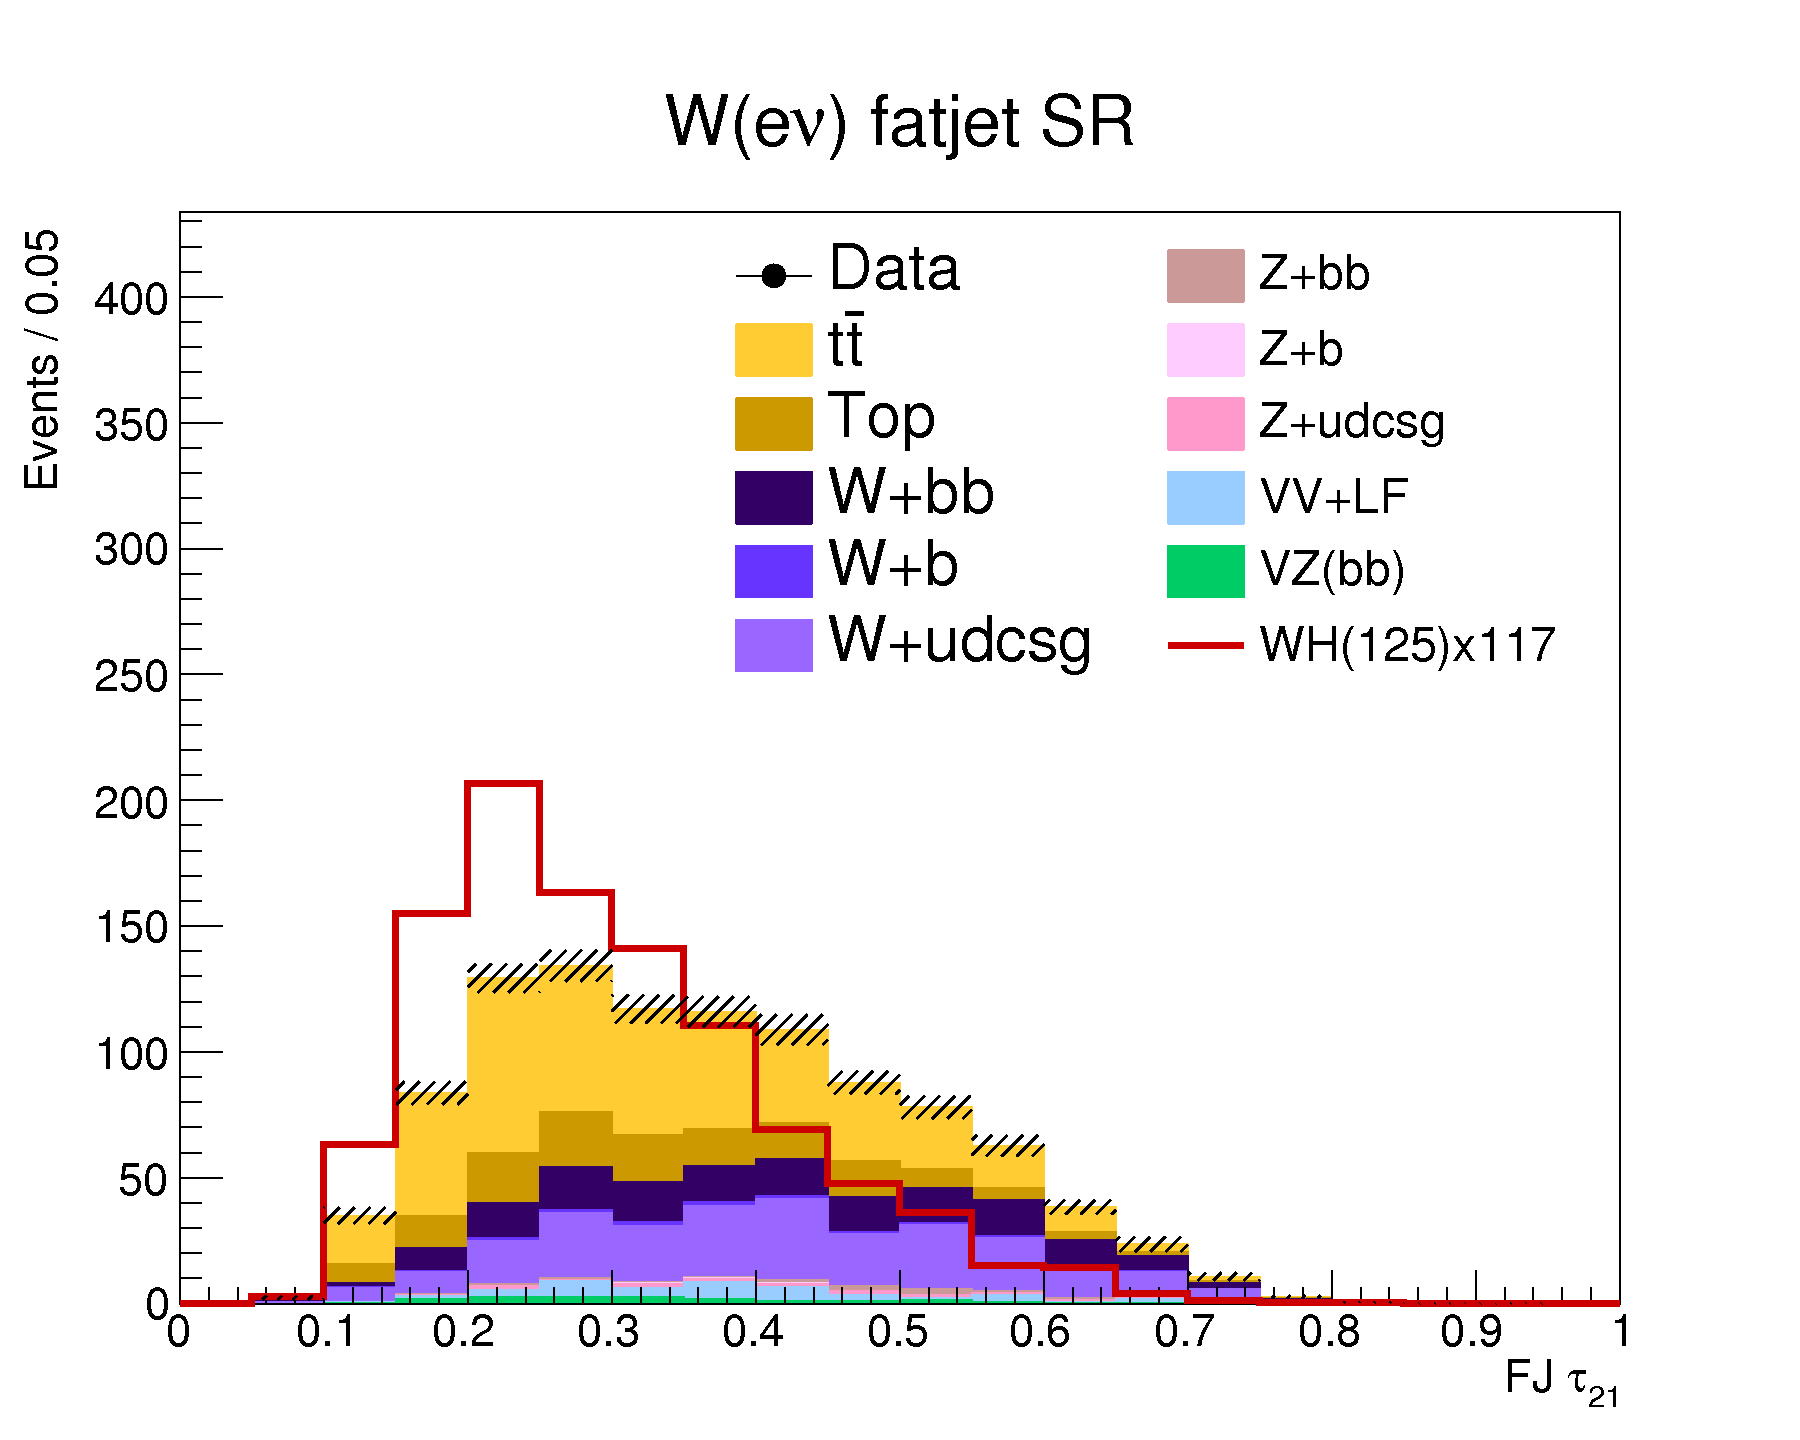 W(eν) fatjet SR
Events / 0.05
400
350
300
250
200
150
100
50
0
Data
tt̄
Top
W+bb
W+b
W+udcsg
Z+bb
Z+b
Z+udcsg
VV+LF
VZ(bb)
WH(125)x117
0 0.1 0.2 0.3 0.4 0.5 0.6 0.7 0.8 0.9 1
FJ τ₂₁